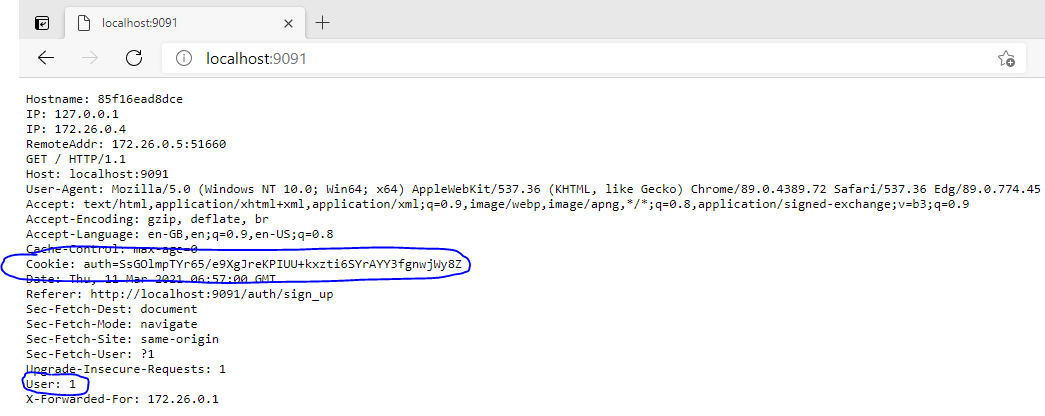 localhost:9091
localhost:9091
Hostname: 85f16ead8dce
IP: 127.0.0.1
IP: 172.26.0.4
RemoteAddr: 172.26.0.5:51660
GET / HTTP/1.1
Host: localhost:9091
User-Agent: Mozilla/5.0 (Windows NT 10.0; Win64; x64) AppleWebKit/537.36 (KHTML, like Gecko) Chrome/89.0.4389.72 Safari/537.36 Edg/89.0.774.45
Accept: text/html,application/xhtml+xml,application/xml;q=0.9,image/webp,image/apng,*/*;q=0.8,application/signed-exchange;v=b3;q=0.9
Accept-Encoding: gzip, deflate, br
Accept-Language: en-GB,en;q=0.9,en-US;q=0.8
Cache-Control: max-age=0
Cookie: auth=SsGOlmpTYr65/e9XgJreKPIUU+kxzti6SYrAYY3fgnwjWy8Z
Date: Thu, 11 Mar 2021 06:57:00 GMT
Referer: http://localhost:9091/auth/sign_up
Sec-Fetch-Dest: document
Sec-Fetch-Mode: navigate
Sec-Fetch-Site: same-origin
Sec-Fetch-User: ?1
Upgrade-Insecure-Requests: 1
User: 1
X-Forwarded-For: 172.26.0.1